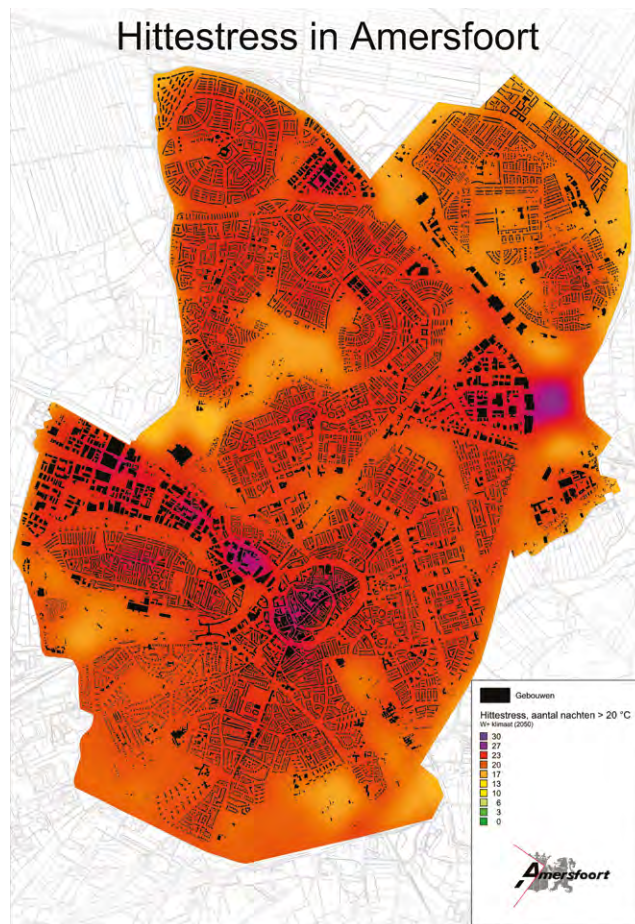 Hittestress in Amersfoort
Gebouwen
Hittestress, aantal nachten > 20 °C
W+ klimaat (2050)
30
27
23
20
17
13
10
6
3
0
Amersfoort